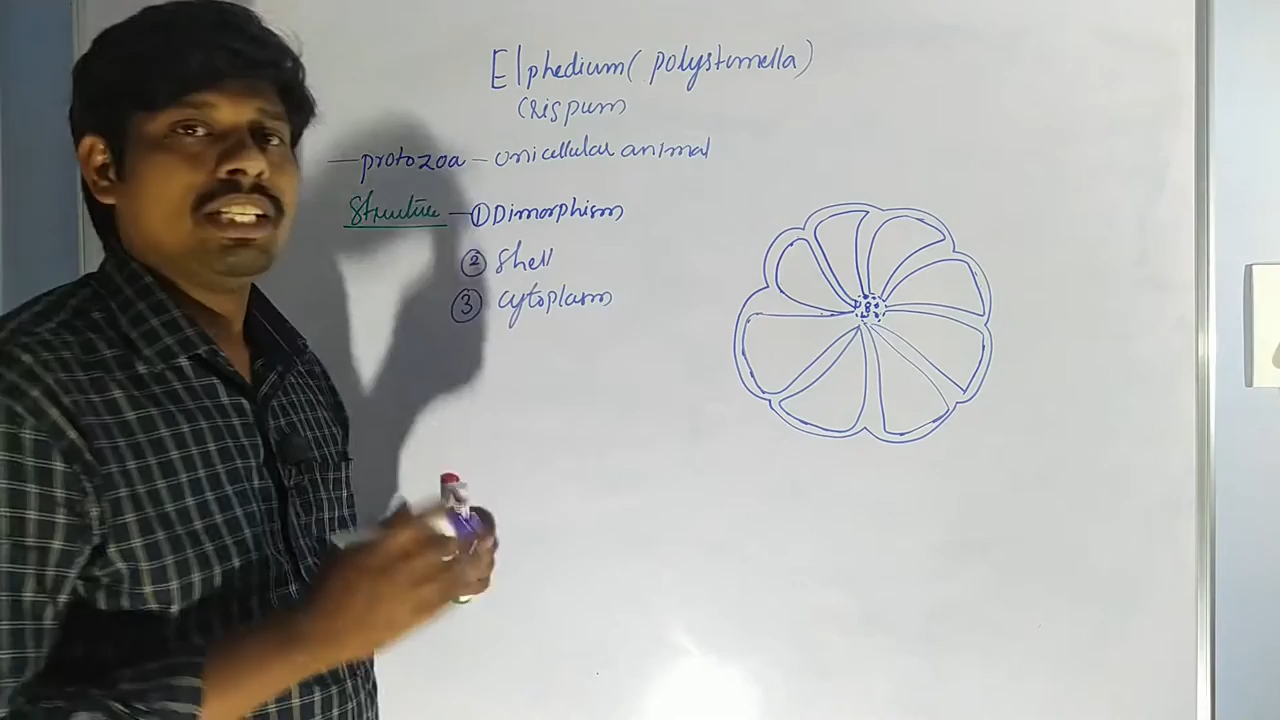 Elphedium (polystomella)
crispum
— protozoa — unicellular animal
Structure — ① Dimorphism
② Shell
③ cytoplasm